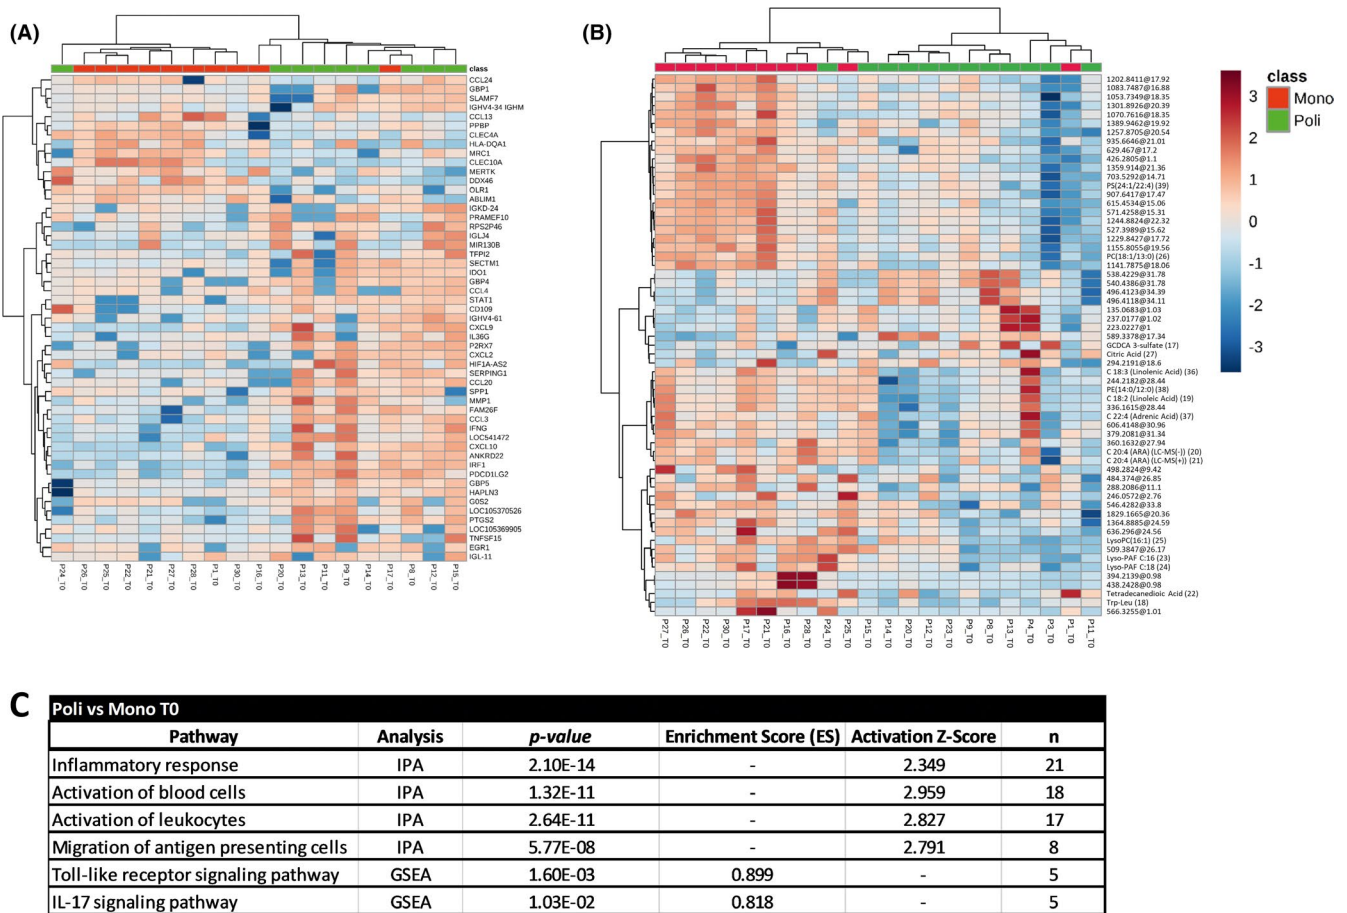 (A)
class
CCL24
GBP1
SLAMF7
IGHV4-34 IGHM
CCL13
PPBP
CLEC4A
HLA-DQA1
MRC1
CLEC10A
MERTK
DDX46
OLR1
ABLIM1
IGKD-24
PRAMEF10
RPS2P46
IGLJ4
MIR130B
TFPI2
SECTM1
IDO1
GBP4
CCL4
STAT1
CD109
IGHV4-61
CXCL9
IL36G
P2RX7
CXCL2
HIF1A-AS2
SERPING1
CCL20
SPP1
MMP1
FAM26F
CCL3
IFNG
LOC541472
CXCL10
ANKRD22
IRF1
PDCD1LG2
GBP5
HAPLN3
G0S2
LOC105370526
PTGS2
LOC105369905
TNFSF15
EGR1
IGL-11
P24_T0
P26_T0
P25_T0
P22_T0
P21_T0
P27_T0
P28_T0
P1_T0
P30_T0
P16_T0
P20_T0
P13_T0
P11_T0
P9_T0
P14_T0
P17_T0
P8_T0
P12_T0
P15_T0
(B)
1202.8411@17.92
1083.7487@16.88
1053.7349@18.35
1301.8926@20.39
1070.7616@18.35
1389.9462@19.92
1257.8705@20.54
935.6646@21.01
629.467@17.2
426.2805@1.1
1359.914@21.36
703.5292@14.71
PS(24:1/22:4) (39)
907.6417@17.47
615.4534@15.06
571.4258@15.31
1244.8824@22.32
527.3989@15.62
1229.8427@17.72
1155.8055@19.56
PC(18:1/13:0) (26)
1141.7875@18.06
538.4229@31.78
540.4386@31.78
496.4123@34.39
496.4118@34.11
135.0683@1.03
237.0177@1.02
223.0227@1
589.3378@17.34
GCDCA 3-sulfate (17)
Citric Acid (27)
294.2191@18.6
C 18:3 (Linolenic Acid) (36)
244.2182@28.44
PE(14:0/12:0) (38)
C 18:2 (Linoleic Acid) (19)
336.1615@28.44
C 22:4 (Adrenic Acid) (37)
606.4148@30.96
379.2081@31.34
360.1632@27.94
C 20:4 (ARA) (LC-MS(-)) (20)
C 20:4 (ARA) (LC-MS(+)) (21)
498.2824@9.42
484.374@26.85
288.2086@11.1
246.0572@2.76
546.4282@33.8
1829.1665@20.36
1364.8885@24.59
636.296@24.56
LysoPC(16:1) (25)
509.3847@26.17
Lyso-PAF C:16 (23)
Lyso-PAF C:18 (24)
394.2139@0.98
438.2428@0.98
Tetradecanedioic Acid (22)
Trp-Leu (18)
566.3255@1.01
P27_T0
P26_T0
P22_T0
P30_T0
P17_T0
P21_T0
P16_T0
P28_T0
P24_T0
P25_T0
P15_T0
P14_T0
P20_T0
P12_T0
P23_T0
P9_T0
P8_T0
P13_T0
P4_T0
P3_T0
P1_T0
P11_T0
3
2
1
0
-1
-2
-3
class
Mono
Poli
C
Poli vs Mono T0
Pathway Analysis p-value Enrichment Score (ES) Activation Z-Score n
Inflammatory response IPA 2.10E-14 - 2.349 21
Activation of blood cells IPA 1.32E-11 - 2.959 18
Activation of leukocytes IPA 2.64E-11 - 2.827 17
Migration of antigen presenting cells IPA 5.77E-08 - 2.791 8
Toll-like receptor signaling pathway GSEA 1.60E-03 0.899 - 5
IL-17 signaling pathway GSEA 1.03E-02 0.818 - 5